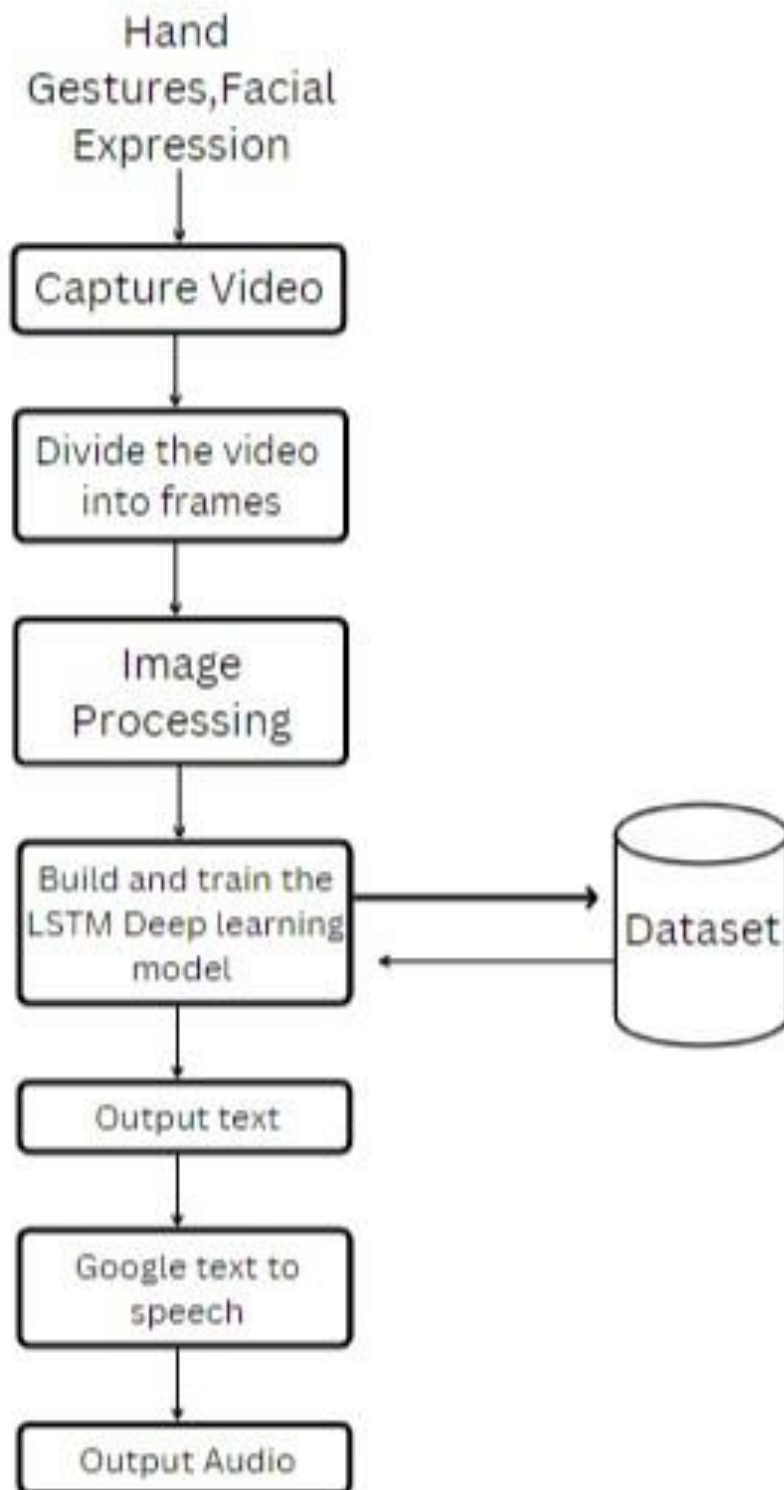 Hand
Gestures,Facial
Expression
Capture Video
Divide the video
into frames
Image
Processing
Build and train the
LSTM Deep learning
model
Dataset
Output text
Google text to
speech
Output Audio